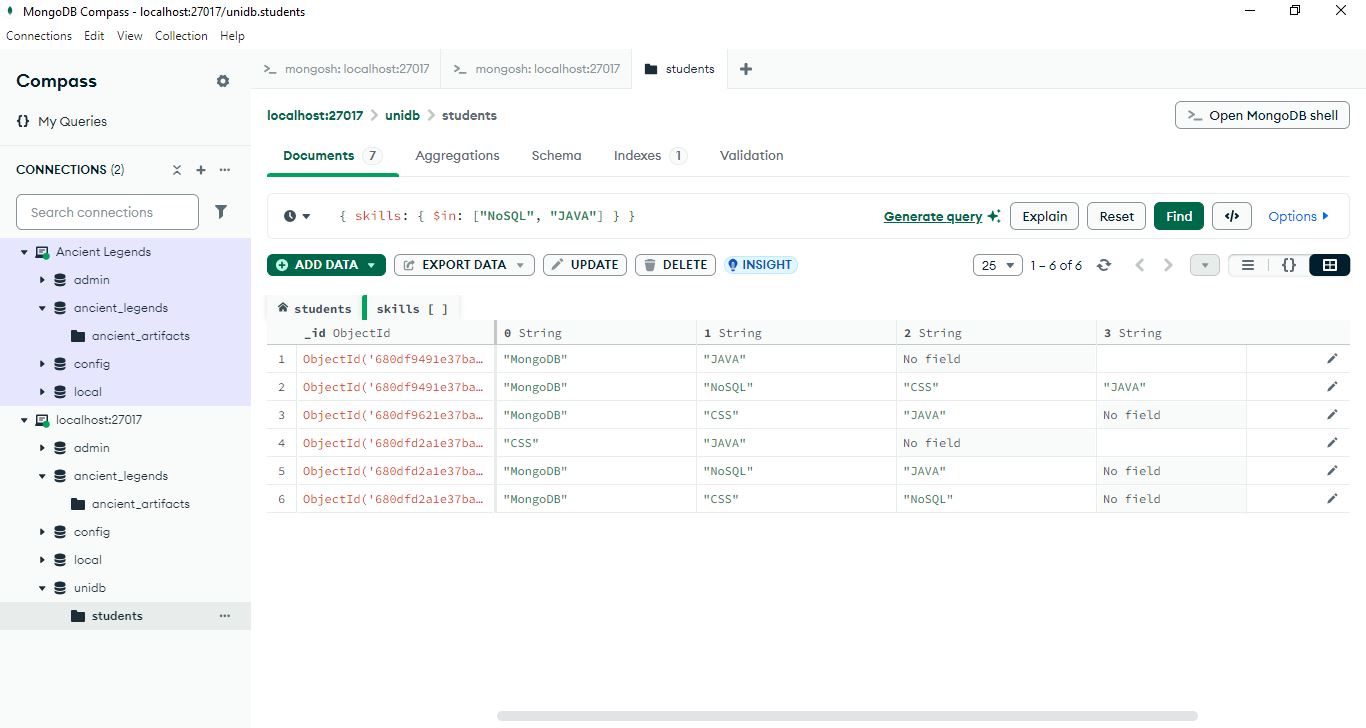 MongoDB Compass - localhost:27017/unidb.students
Connections Edit View Collection Help
Compass
{} My Queries
CONNECTIONS (2)
Search connections
Ancient Legends
admin
ancient_legends
ancient_artifacts
config
local
localhost:27017
admin
ancient_legends
ancient_artifacts
config
local
unidb
students
>_ mongosh: localhost:27017 >_ mongosh: localhost:27017 students +
localhost:27017 > unidb > students
>_ Open MongoDB shell
Documents 7 Aggregations Schema Indexes 1 Validation
{ skills: { $in: ["NoSQL", "JAVA"] } }
Generate query Explain Reset Find </> Options
ADD DATA EXPORT DATA UPDATE DELETE INSIGHT
25 1 – 6 of 6 {}
students skills [ ]
_id ObjectId 0 String 1 String 2 String 3 String
1 ObjectId('680df9491e37ba… "MongoDB" "JAVA" No field
2 ObjectId('680df9491e37ba… "MongoDB" "NoSQL" "CSS" "JAVA"
3 ObjectId('680df9621e37ba… "MongoDB" "CSS" "JAVA" No field
4 ObjectId('680dfd2a1e37ba… "CSS" "JAVA" No field
5 ObjectId('680dfd2a1e37ba… "MongoDB" "NoSQL" "JAVA" No field
6 ObjectId('680dfd2a1e37ba… "MongoDB" "CSS" "NoSQL" No field